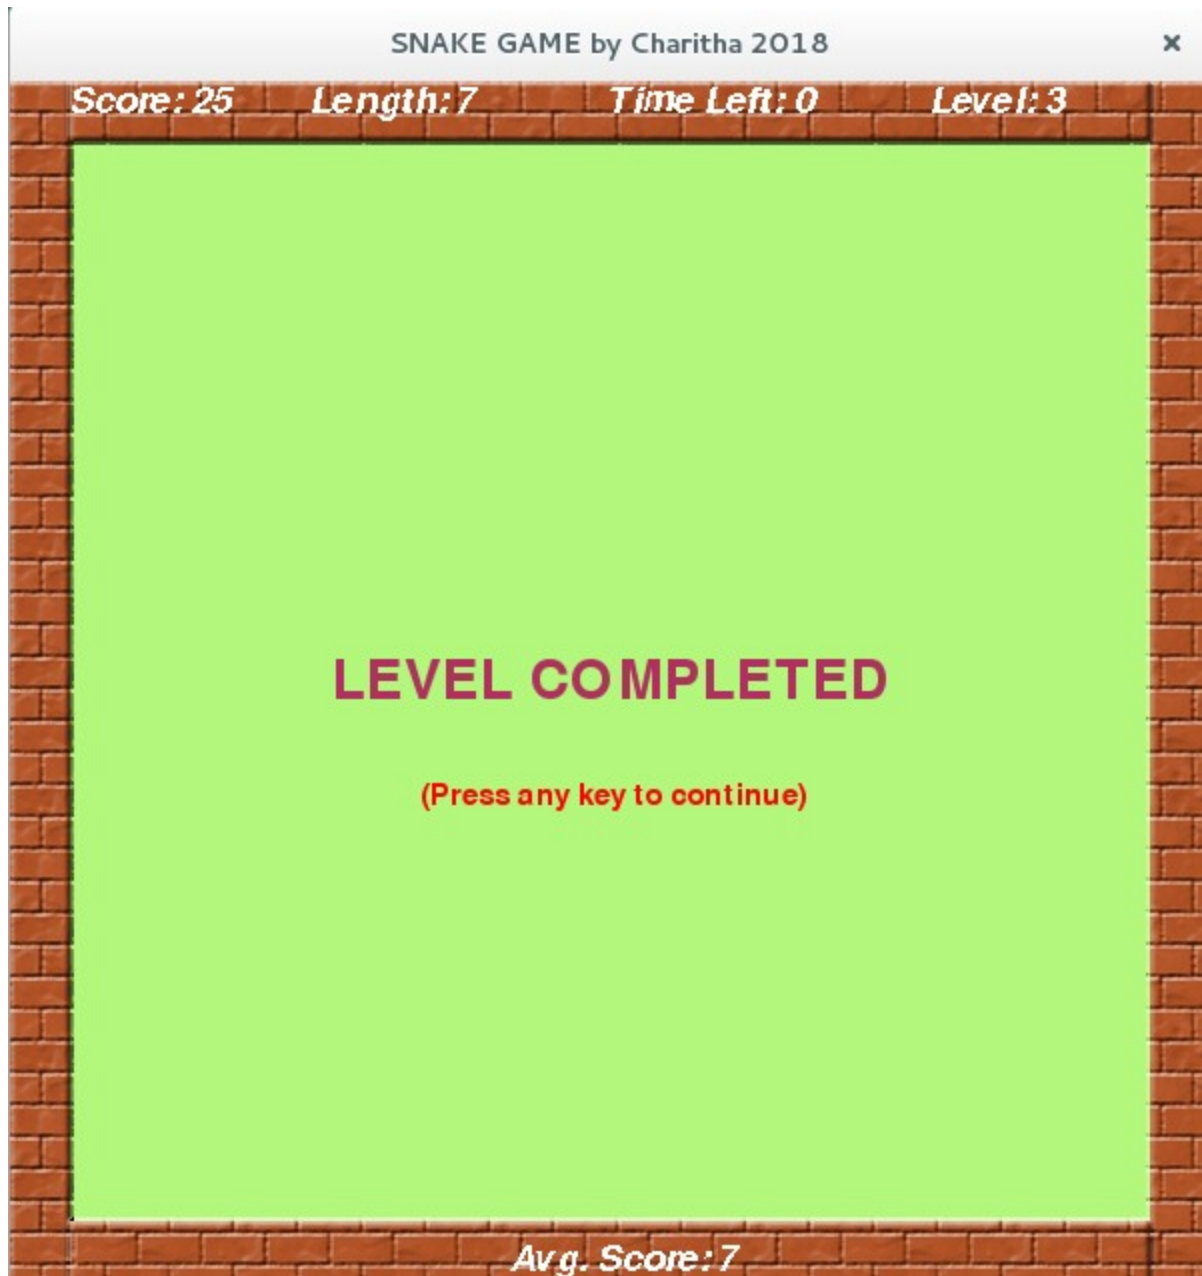 SNAKE GAME by Charitha 2018
Score: 25 Length: 7 Time Left: 0 Level: 3
LEVEL COMPLETED
(Press any key to continue)
Avg. Score: 7